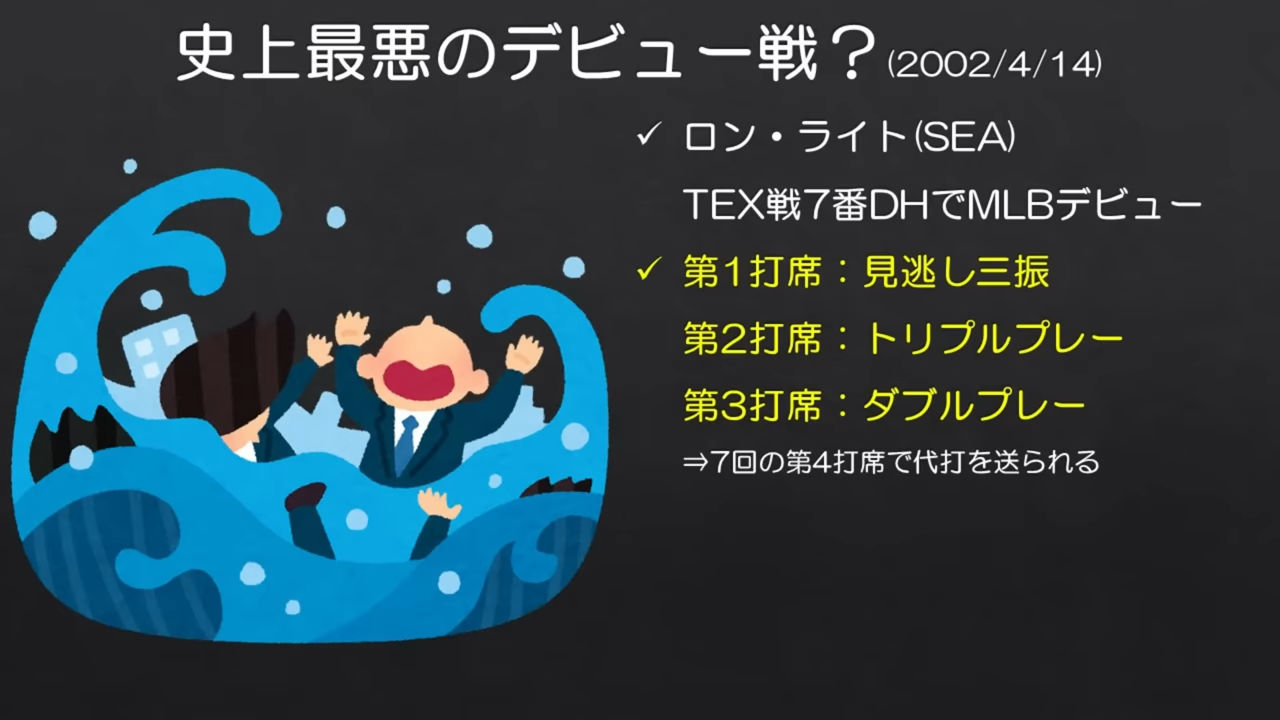 史上最悪のデビュー戦？(2002/4/14)
✓ ロン・ライト(SEA)
TEX戦7番DHでMLBデビュー
✓ 第1打席：見逃し三振
第2打席：トリプルプレー
第3打席：ダブルプレー
⇒7回の第4打席で代打を送られる